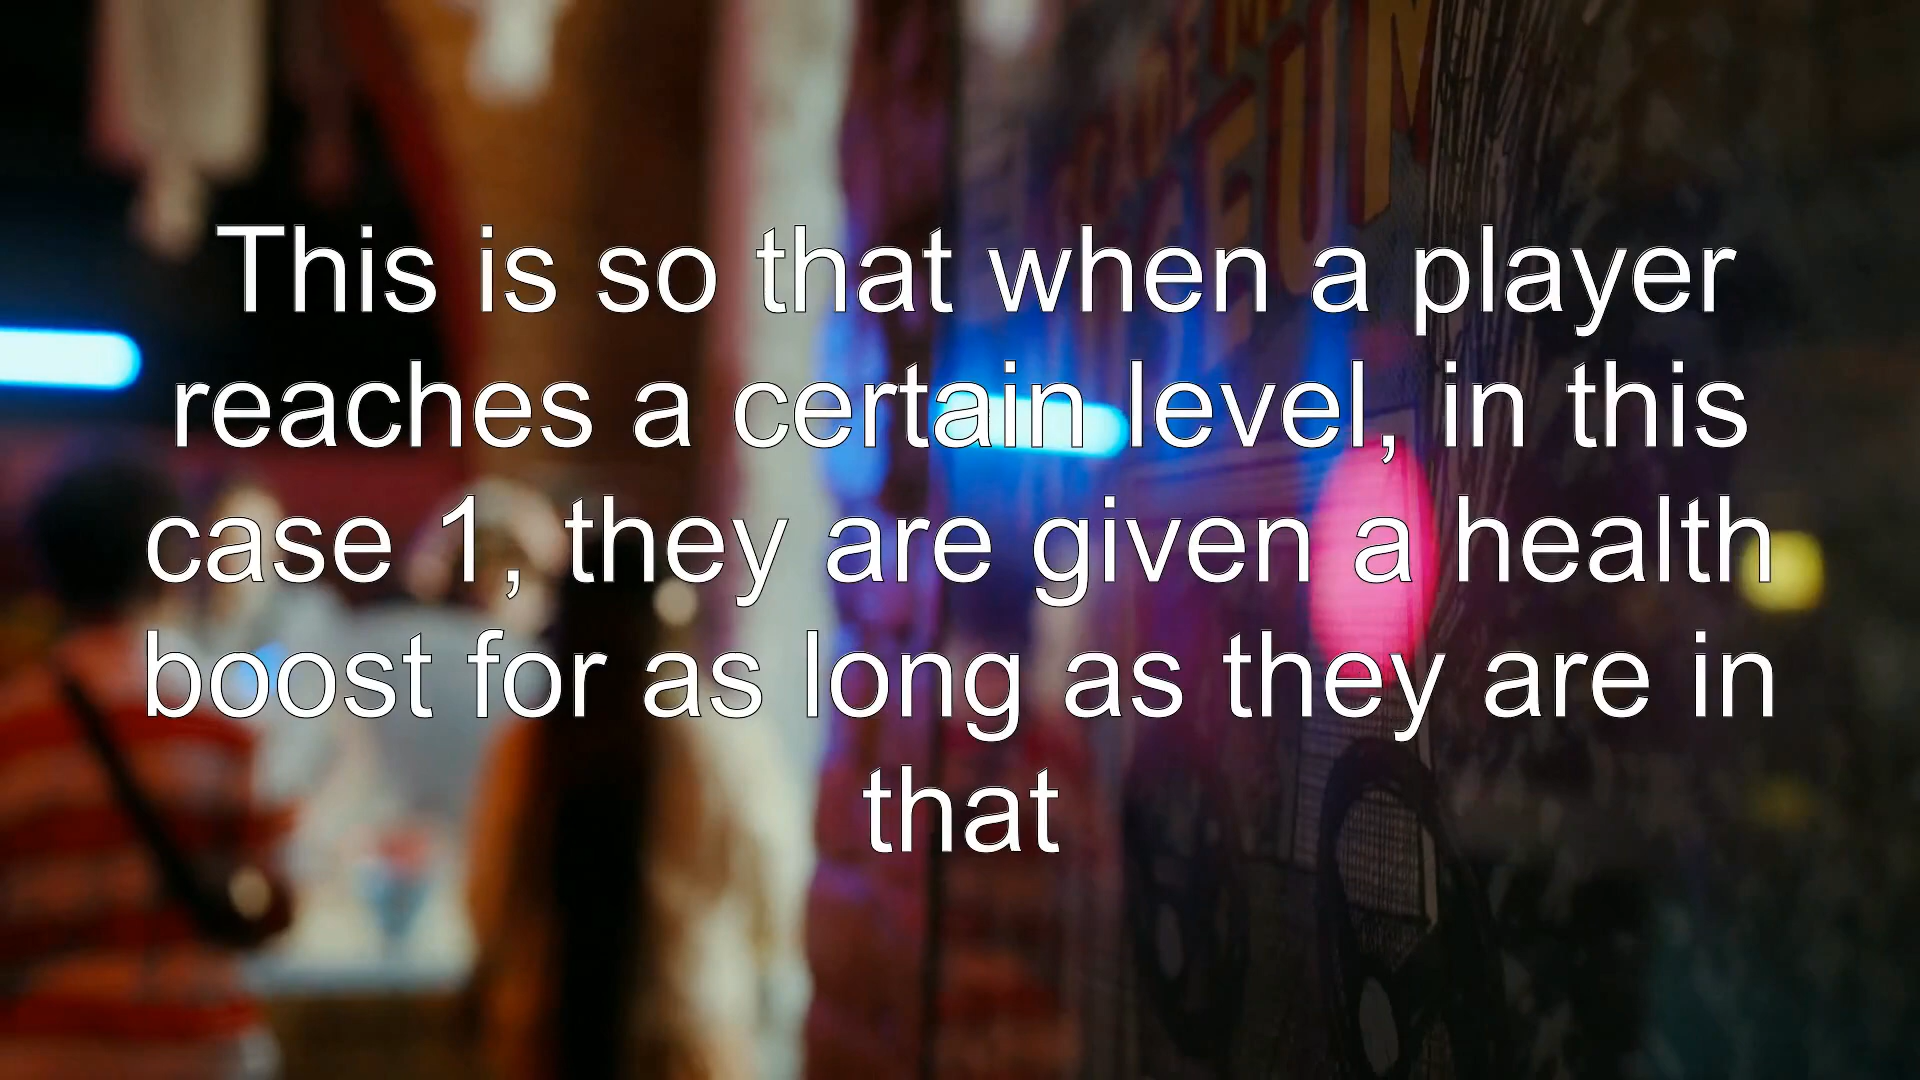 This is so that when a player
reaches a certain level, in this
case 1, they are given a health
boost for as long as they are in
that